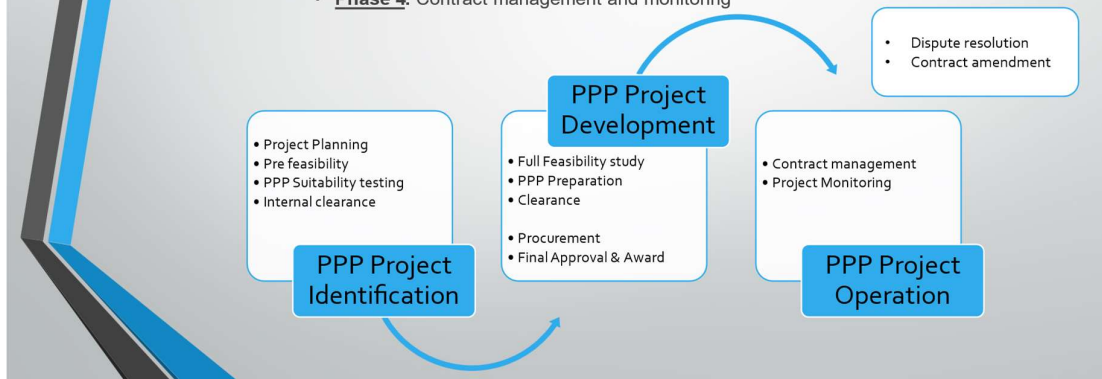 • Phase 4: Contract management and monitoring
• Dispute resolution
• Contract amendment
PPP Project
Development
• Project Planning
• Pre feasibility
• PPP Suitability testing
• Internal clearance
PPP Project
Identification
• Full Feasibility study
• PPP Preparation
• Clearance
• Procurement
• Final Approval & Award
• Contract management
• Project Monitoring
PPP Project
Operation